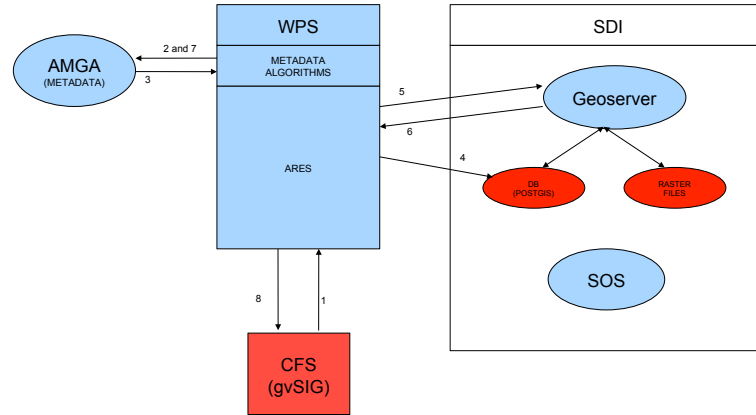 WPS
SDI
2 and 7
AMGA
(METADATA)
3
METADATA
ALGORITHMS
5
Geoserver
6
ARES
4
DB
(POSTGIS)
RASTER
FILES
SOS
8
1
CFS
(gvSIG)